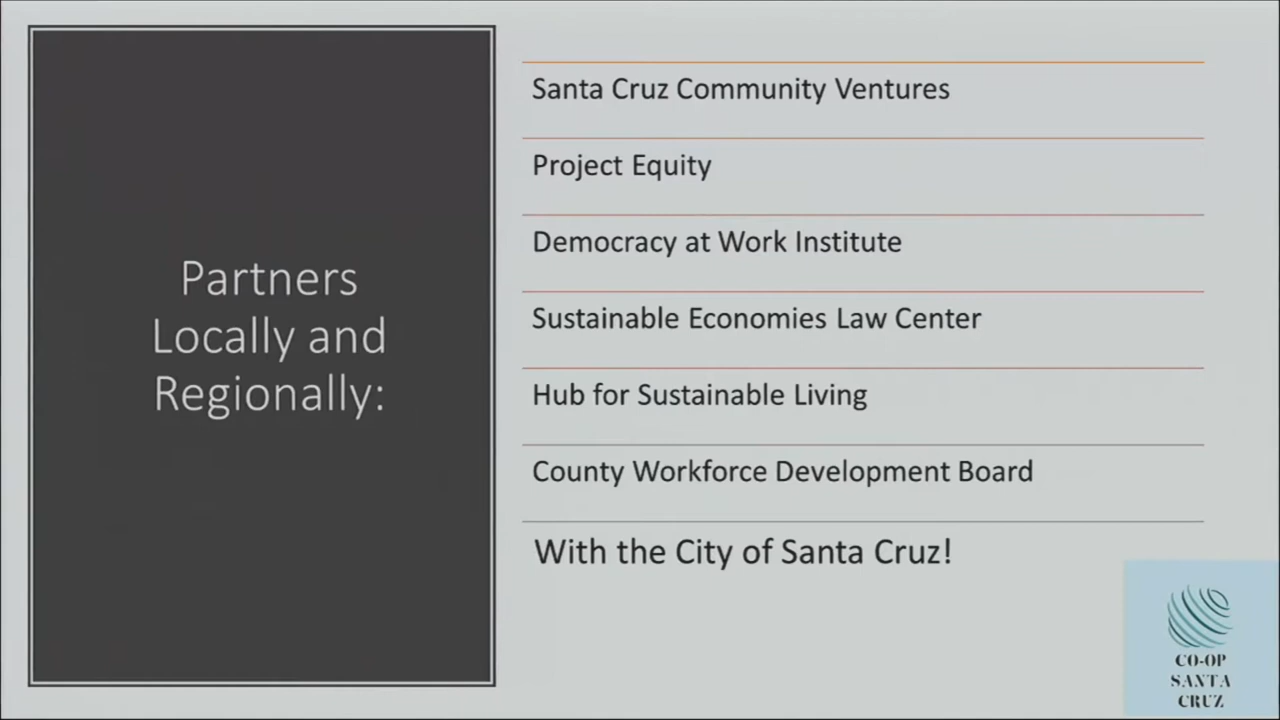 Partners
Locally and
Regionally:
Santa Cruz Community Ventures
Project Equity
Democracy at Work Institute
Sustainable Economies Law Center
Hub for Sustainable Living
County Workforce Development Board
With the City of Santa Cruz!
CO-OP
SANTA
CRUZ